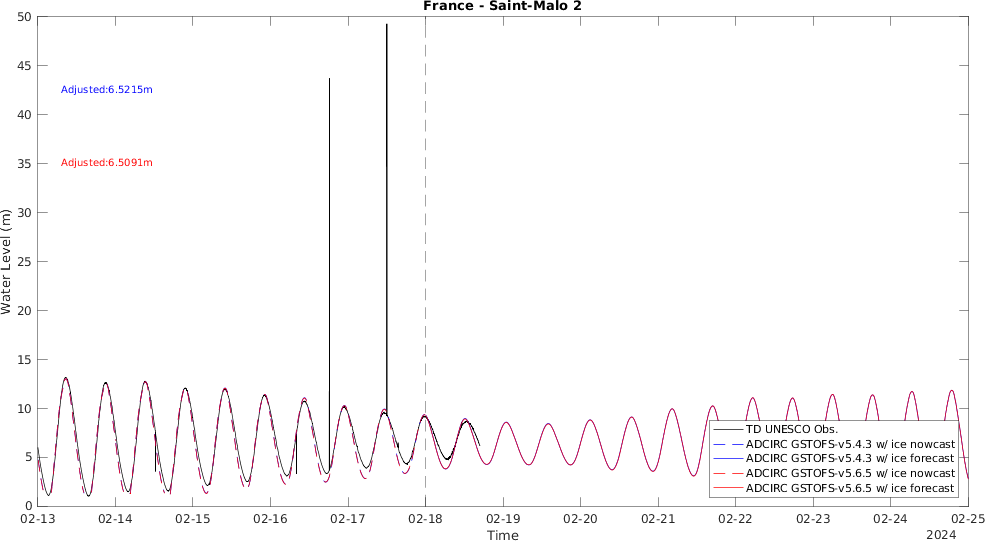 France - Saint-Malo 2
50
45
40
35
30
25
20
15
10
5
0
Water Level (m)
Adjusted:6.5215m
Adjusted:6.5091m
TD UNESCO Obs.
ADCIRC GSTOFS-v5.4.3 w/ ice nowcast
ADCIRC GSTOFS-v5.4.3 w/ ice forecast
ADCIRC GSTOFS-v5.6.5 w/ ice nowcast
ADCIRC GSTOFS-v5.6.5 w/ ice forecast
02-13 02-14 02-15 02-16 02-17 02-18 02-19 02-20 02-21 02-22 02-23 02-24 02-25
Time
2024